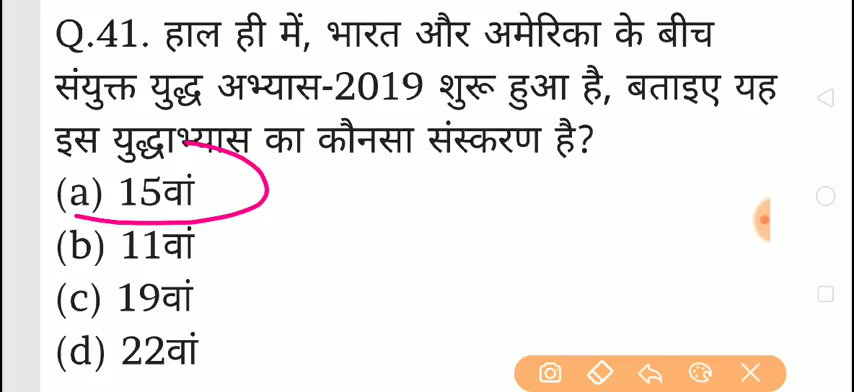 Q.41. हाल ही में, भारत और अमेरिका के बीच
संयुक्त युद्ध अभ्यास-2019 शुरू हुआ है, बताइए यह
इस युद्धाभ्यास का कौनसा संस्करण है?
(a) 15वां
(b) 11वां
(c) 19वां
(d) 22वां